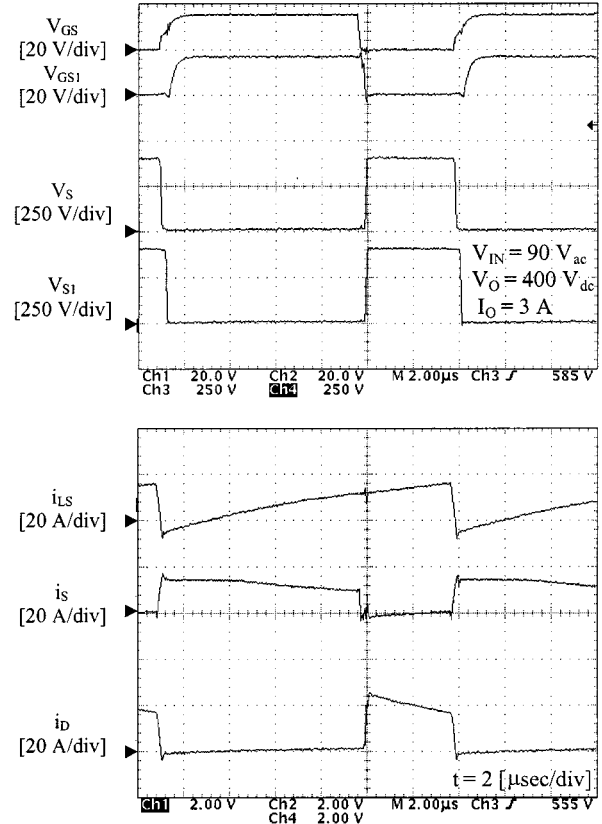 V_GS
[20 V/div]
V_GS1
[20 V/div]
V_S
[250 V/div]
V_S1
[250 V/div]
V_IN = 90 V_ac
V_O = 400 V_dc
I_O = 3 A
Ch1 20.0 V Ch2 20.0 V M 2.00µs Ch3 ʃ 585 V
Ch3 250 V Ch4 250 V
i_LS
[20 A/div]
i_S
[20 A/div]
i_D
[20 A/div]
t = 2 [µsec/div]
Ch1 2.00 V Ch2 2.00 V M 2.00µs Ch3 ʃ 555 V
Ch4 2.00 V